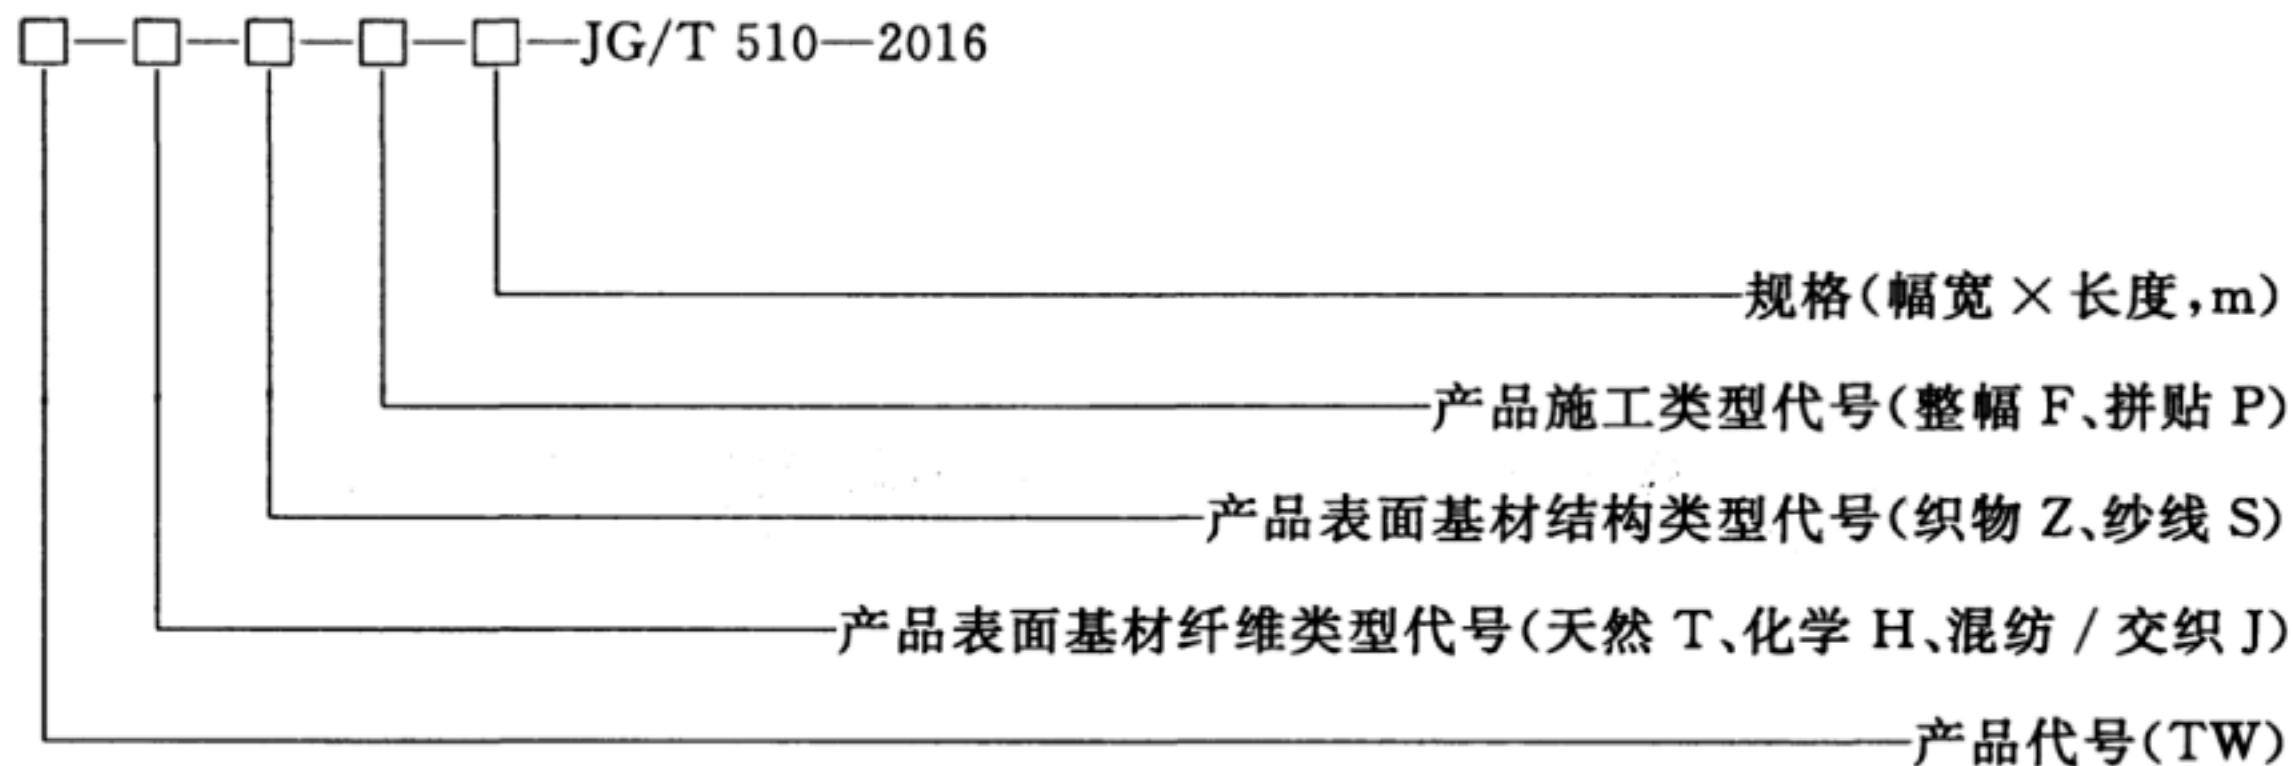 □—□—□—□—□—JG/T 510—2016
规格(幅宽×长度,m)
产品施工类型代号(整幅 F、拼贴 P)
产品表面基材结构类型代号(织物 Z、纱线 S)
产品表面基材纤维类型代号(天然 T、化学 H、混纺 / 交织 J)
产品代号(TW)